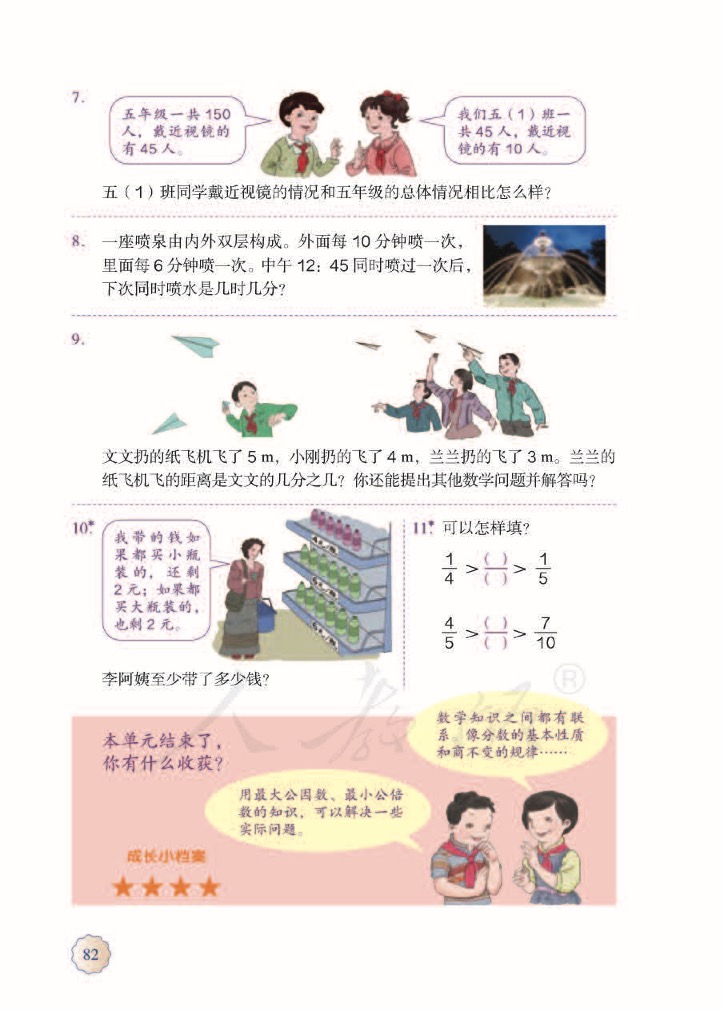 7.
五年级一共 150
人，戴近视镜的
有 45 人。
我们五（1）班一
共 45 人，戴近视
镜的有 10 人。
五（1）班同学戴近视镜的情况和五年级的总体情况相比怎么样？
8. 一座喷泉由内外双层构成。外面每 10 分钟喷一次，
里面每 6 分钟喷一次。中午 12：45 同时喷过一次后，
下次同时喷水是几时几分？
9.
文文扔的纸飞机飞了 5 m，小刚扔的飞了 4 m，兰兰扔的飞了 3 m。兰兰的
纸飞机飞的距离是文文的几分之几？你还能提出其他数学问题并解答吗？
10*.
我带的钱如
果都买小瓶
装的，还剩
2 元；如果都
买大瓶装的，
也剩 2 元。
李阿姨至少带了多少钱？
11*. 可以怎样填？
1/4 > ( )/( ) > 1/5
4/5 > ( )/( ) > 7/10
人教版®
本单元结束了，
你有什么收获？
数学知识之间都有联
系。像分数的基本性质
和商不变的规律……
用最大公因数、最小公倍
数的知识，可以解决一些
实际问题。
成长小档案
82